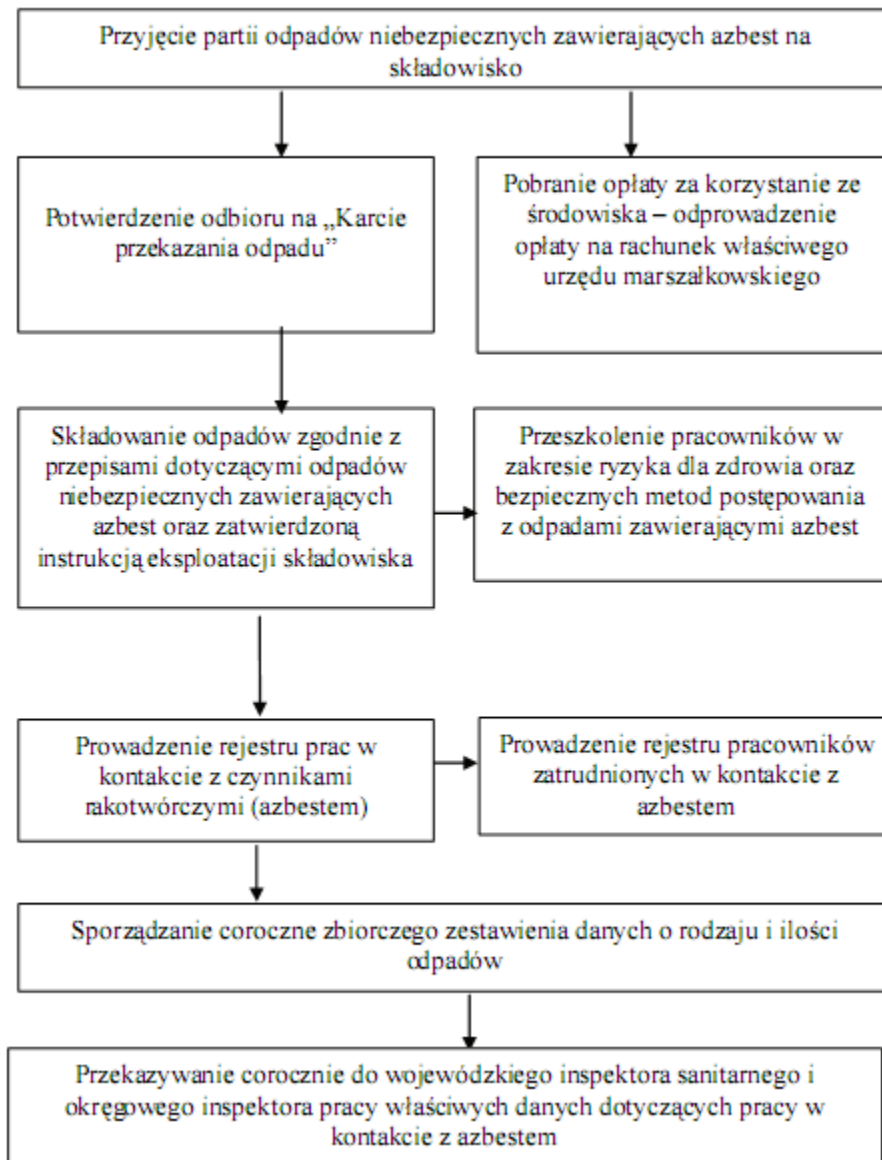 Przyjęcie partii odpadów niebezpiecznych zawierających azbest na
składowisko
Potwierdzenie odbioru na „Karcie
przekazania odpadu”
Pobranie opłaty za korzystanie ze
środowiska – odprowadzenie
opłaty na rachunek właściwego
urzędu marszałkowskiego
Składowanie odpadów zgodnie z
przepisami dotyczącymi odpadów
niebezpiecznych zawierających
azbest oraz zatwierdzoną
instrukcją eksploatacji składowiska
Przeszkolenie pracowników w
zakresie ryzyka dla zdrowia oraz
bezpiecznych metod postępowania
z odpadami zawierającymi azbest
Prowadzenie rejestru prac w
kontakcie z czynnikami
rakotwórczymi (azbestem)
Prowadzenie rejestru pracowników
zatrudnionych w kontakcie z
azbestem
Sporządzanie coroczne zbiorczego zestawienia danych o rodzaju i ilości
odpadów
Przekazywanie corocznie do wojewódzkiego inspektora sanitarnego i
okręgowego inspektora pracy właściwych danych dotyczących pracy w
kontakcie z azbestem